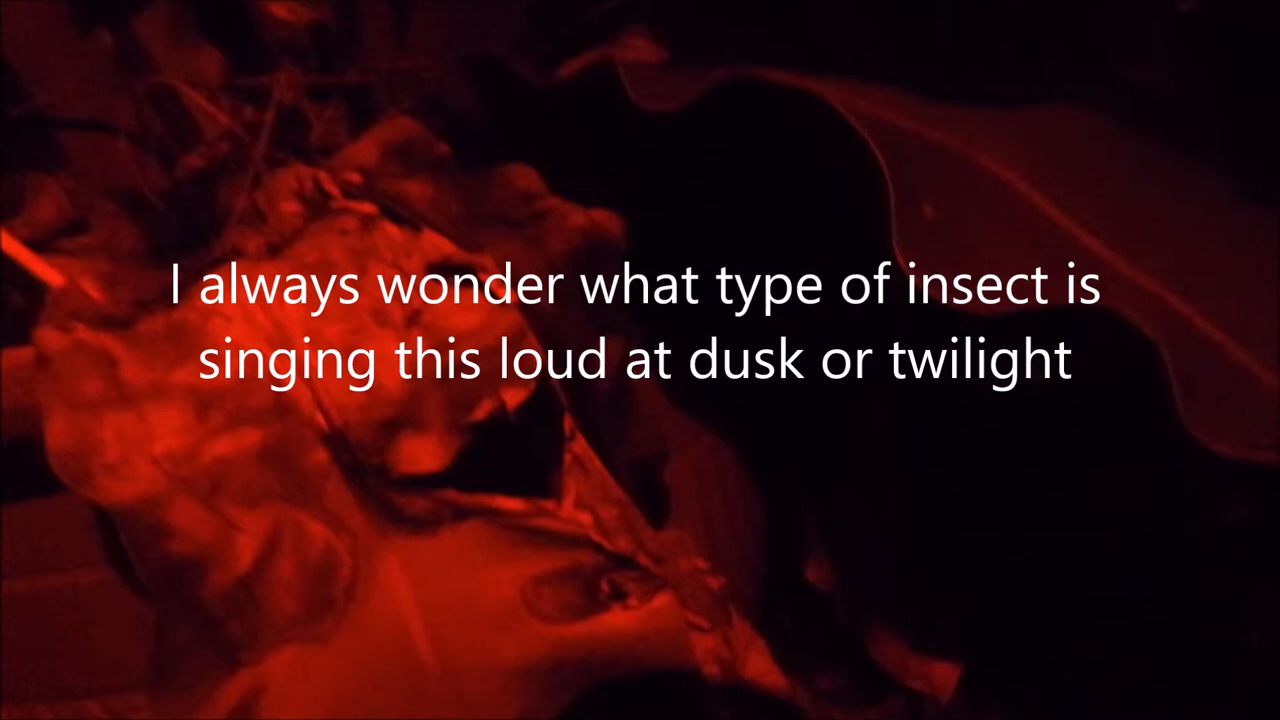 I always wonder what type of insect is
singing this loud at dusk or twilight